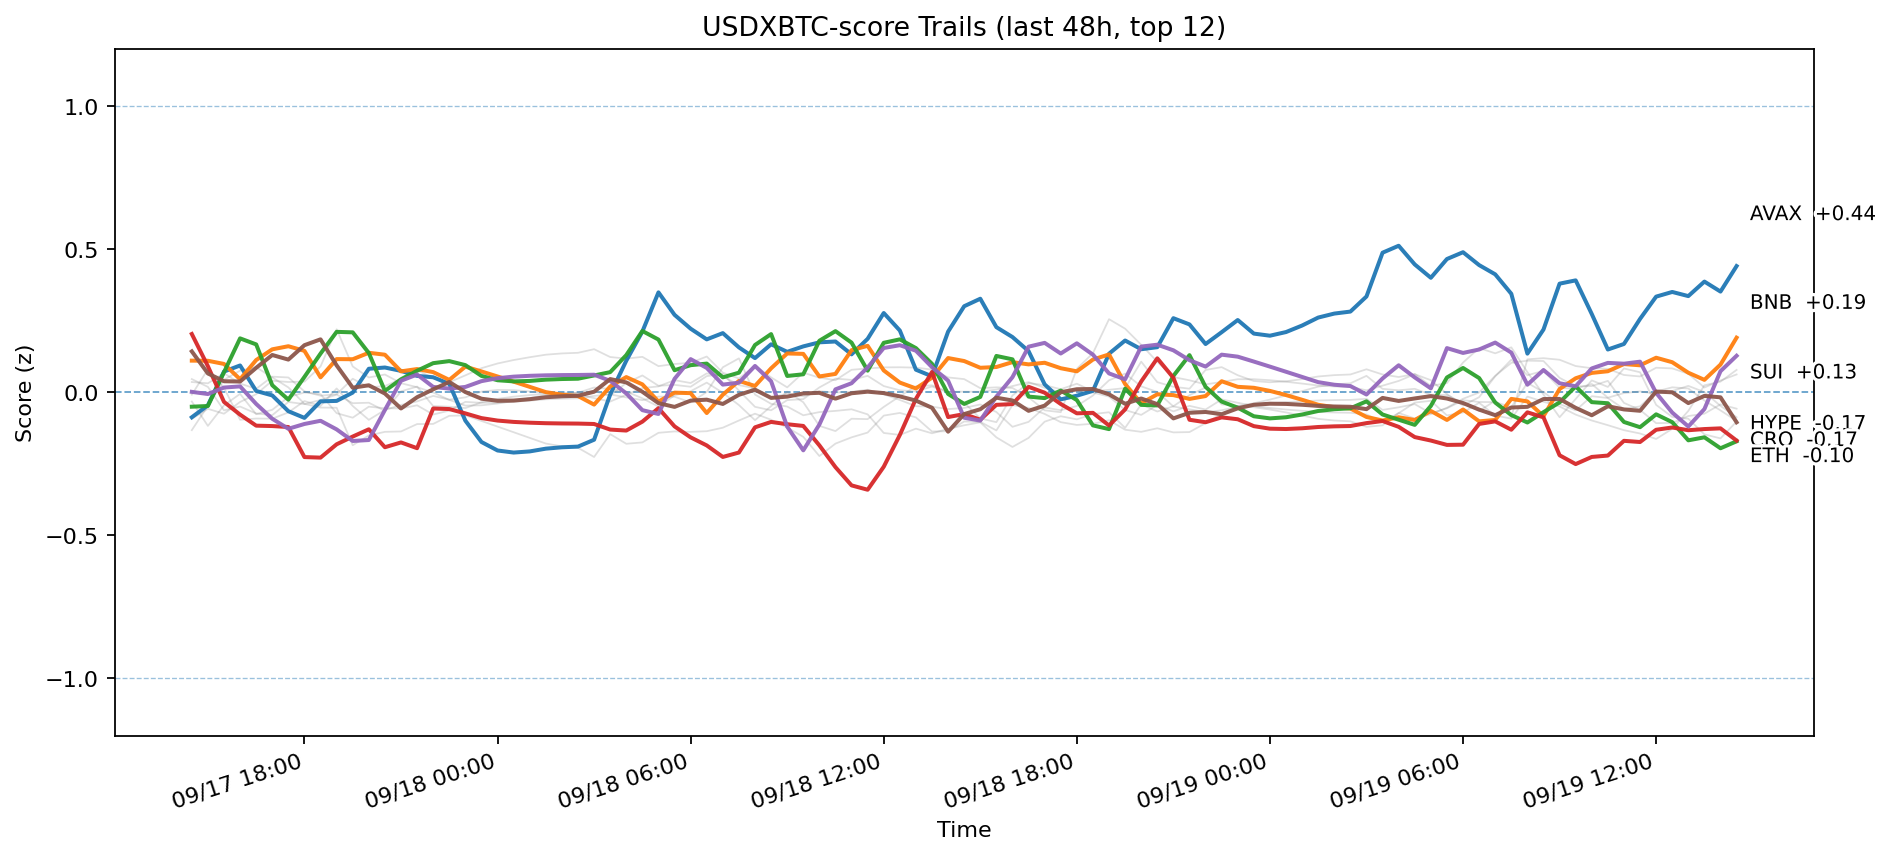 USDXBTC-score Trails (last 48h, top 12)
Score (z)
1.0
0.5
0.0
−0.5
−1.0
AVAX +0.44
BNB +0.19
SUI +0.13
HYPE -0.17
CRO -0.17
ETH -0.10
09/17 18:00
09/18 00:00
09/18 06:00
09/18 12:00
09/18 18:00
09/19 00:00
09/19 06:00
09/19 12:00
Time